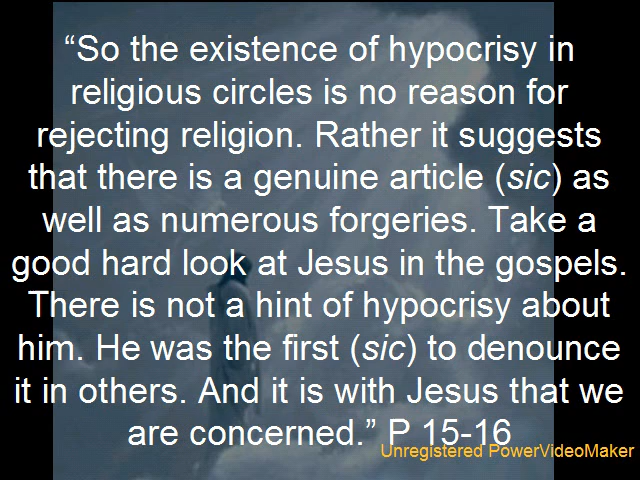 “So the existence of hypocrisy in
religious circles is no reason for
rejecting religion. Rather it suggests
that there is a genuine article (sic) as
well as numerous forgeries. Take a
good hard look at Jesus in the gospels.
There is not a hint of hypocrisy about
him. He was the first (sic) to denounce
it in others. And it is with Jesus that we
are concerned.” P 15-16
Unregistered PowerVideoMaker